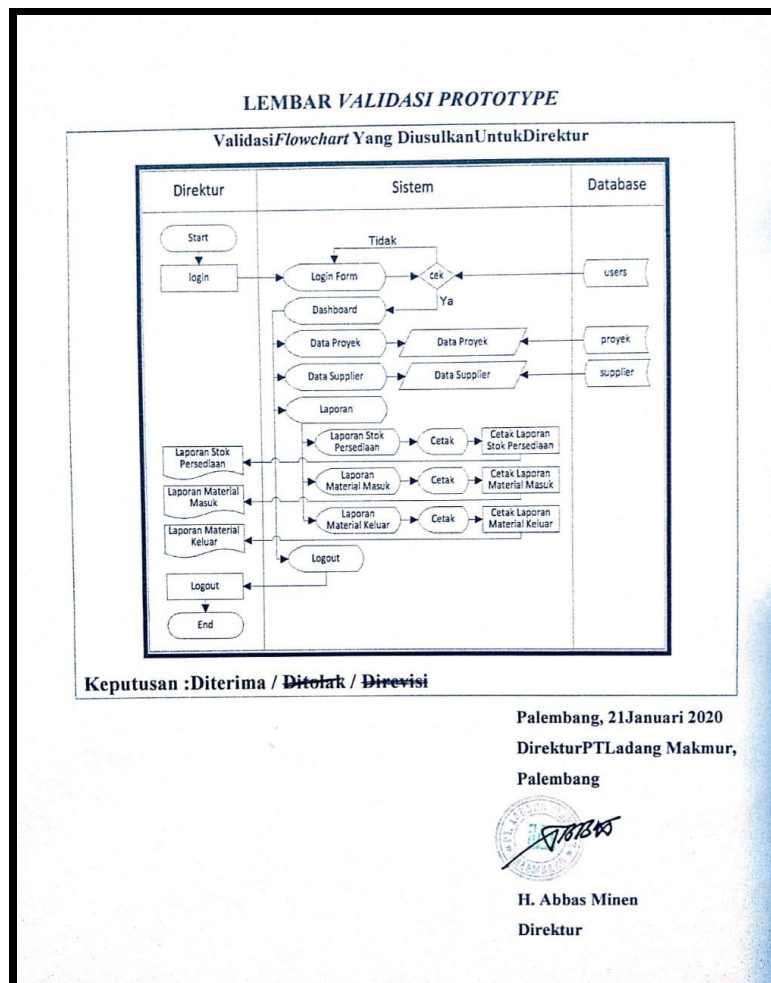 LEMBAR VALIDASI PROTOTYPE
ValidasiFlowchart Yang DiusulkanUntukDirektur
Direktur
Sistem
Database
Start
Tidak
login
Login Form
cek
users
Ya
Dashboard
Data Proyek
Data Proyek
proyek
Data Supplier
Data Supplier
supplier
Laporan
Laporan Stok
Persediaan
Cetak
Cetak Laporan
Stok Persediaan
Laporan Stok
Persediaan
Laporan
Material Masuk
Cetak
Cetak Laporan
Material Masuk
Laporan Material
Masuk
Laporan
Material Keluar
Cetak
Cetak Laporan
Material Keluar
Laporan Material
Keluar
Logout
Logout
End
Keputusan :Diterima / Ditolak / Direvisi
Palembang, 21Januari 2020
DirekturPTLadang Makmur,
Palembang
H. Abbas Minen
Direktur